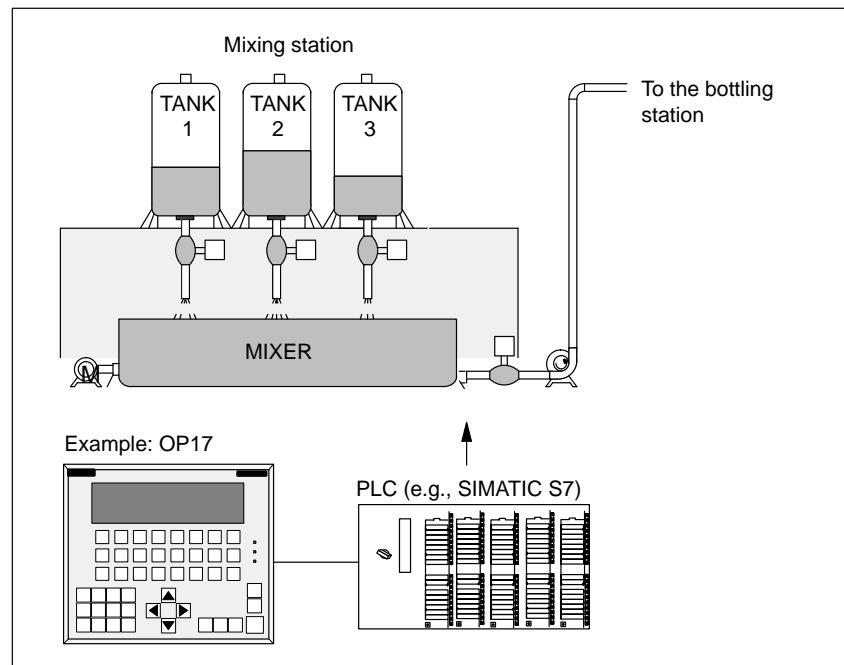 Mixing station
TANK
1
TANK
2
TANK
3
To the bottling
station
MIXER
M
Example: OP17
PLC (e.g., SIMATIC S7)